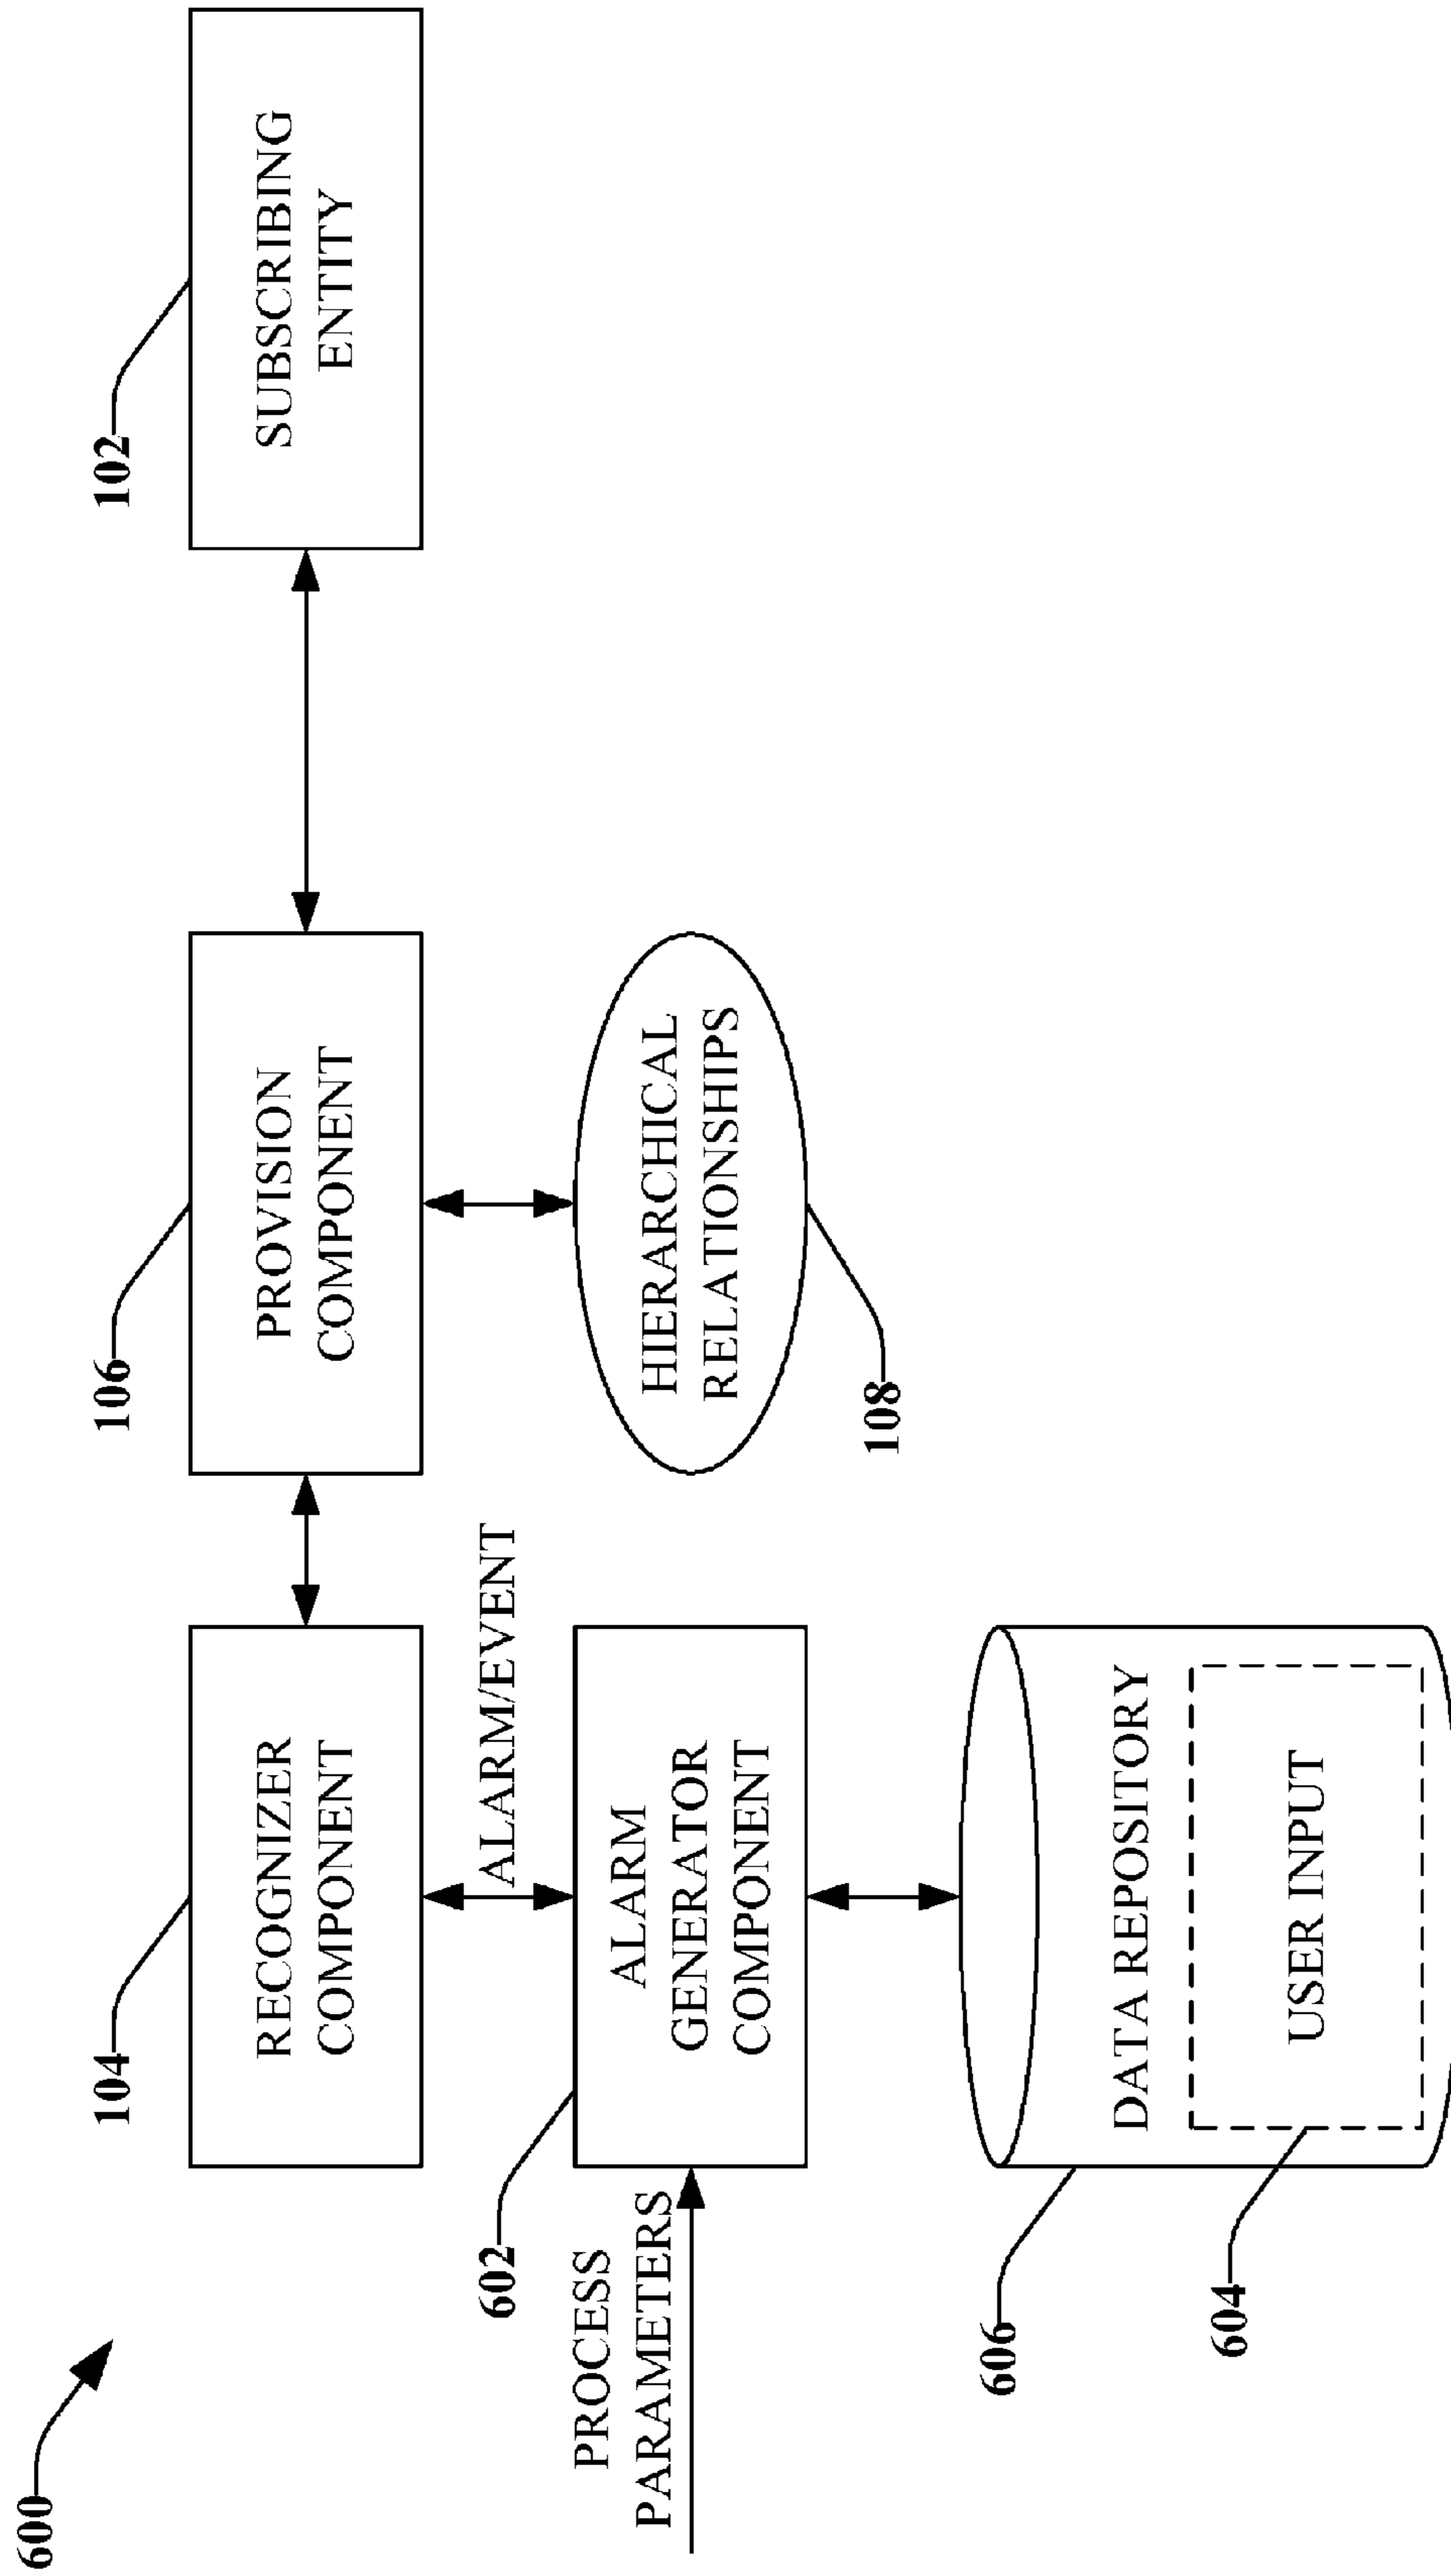 600
104
RECOGNIZER
COMPONENT
106
PROVISION
COMPONENT
102
SUBSCRIBING
ENTITY
ALARM/EVENT
602
PROCESS
PARAMETERS
ALARM
GENERATOR
COMPONENT
HIERARCHICAL
RELATIONSHIPS
108
606
DATA REPOSITORY
604
USER INPUT